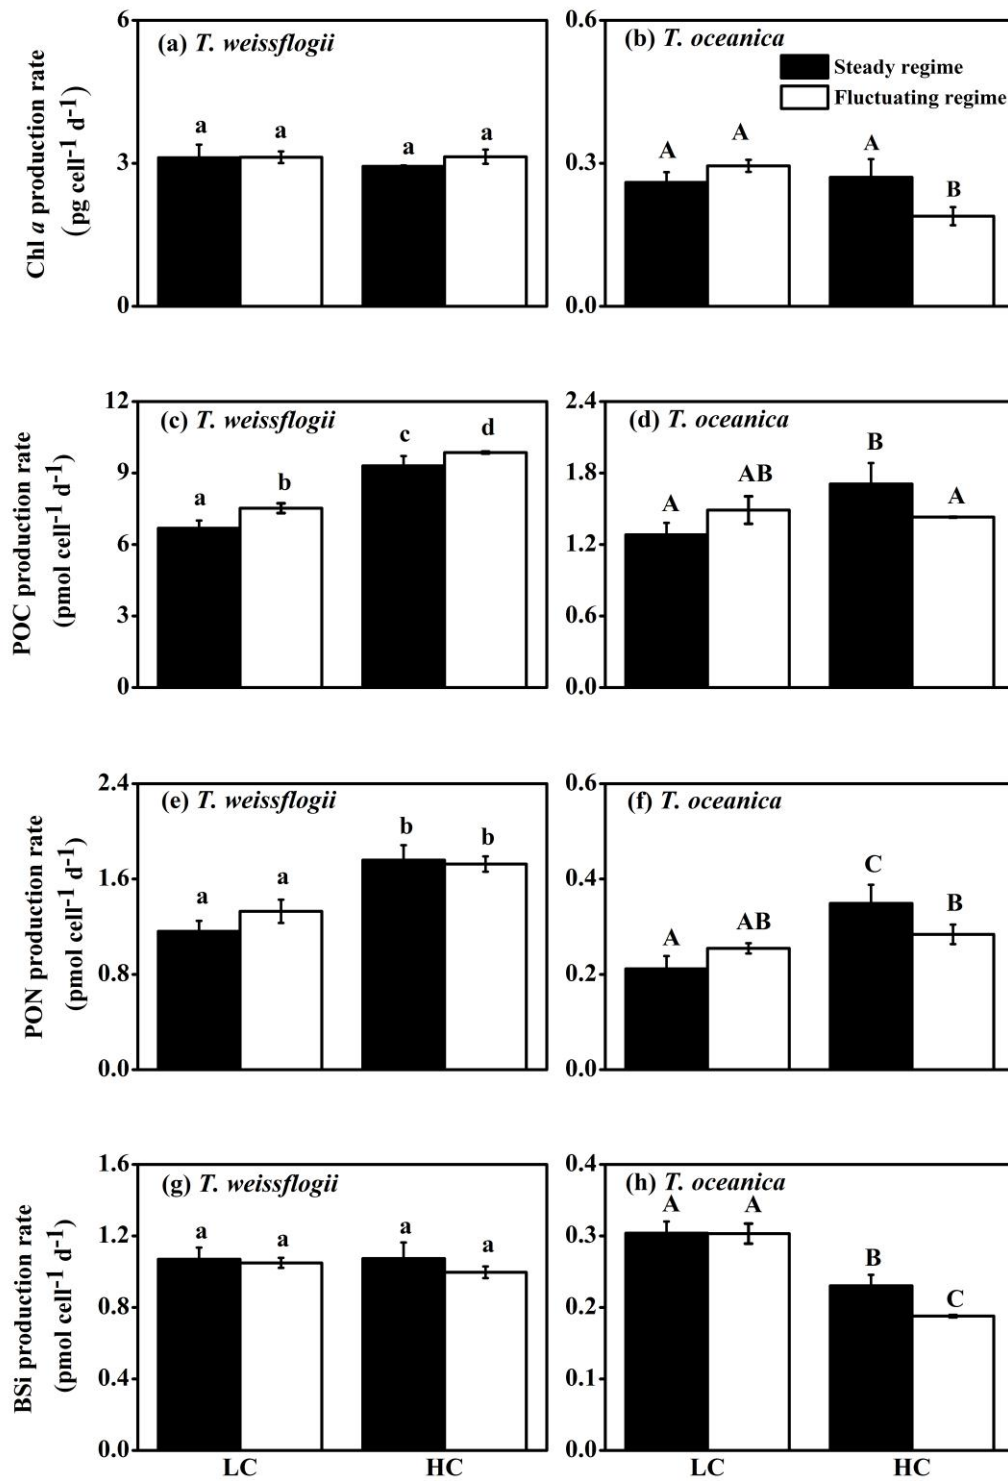 (a) T. weissflogii
6
3
0
a
a
a
a
Chl a production rate
(pg cell-1 d-1)
(b) T. oceanica
Steady regime
Fluctuating regime
0.6
0.3
0.0
A
A
A
B
(c) T. weissflogii
12
9
6
3
0
a
b
c
d
POC production rate
(pmol cell-1 d-1)
(d) T. oceanica
2.4
1.8
1.2
0.6
0.0
A
AB
B
A
(e) T. weissflogii
2.4
1.6
0.8
0.0
a
a
b
b
PON production rate
(pmol cell-1 d-1)
(f) T. oceanica
0.6
0.4
0.2
0.0
A
AB
C
B
(g) T. weissflogii
1.6
1.2
0.8
0.4
0.0
a
a
a
a
BSi production rate
(pmol cell-1 d-1)
LC
HC
(h) T. oceanica
0.4
0.3
0.2
0.1
0.0
A
A
B
C
LC
HC